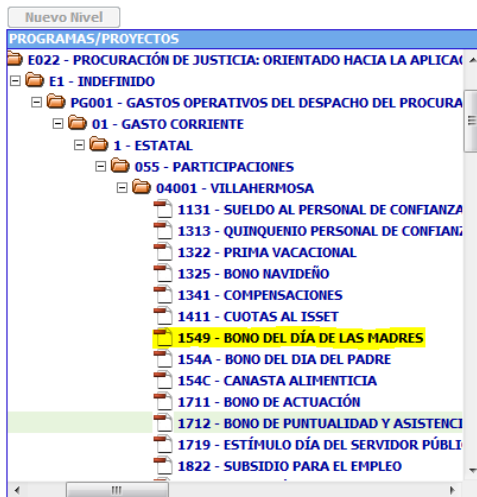 Nuevo Nivel
PROGRAMAS/PROYECTOS
E022 - PROCURACIÓN DE JUSTICIA: ORIENTADO HACIA LA APLICAC
E1 - INDEFINIDO
PG001 - GASTOS OPERATIVOS DEL DESPACHO DEL PROCURA
01 - GASTO CORRIENTE
1 - ESTATAL
055 - PARTICIPACIONES
04001 - VILLAHERMOSA
1131 - SUELDO AL PERSONAL DE CONFIANZA
1313 - QUINQUENIO PERSONAL DE CONFIANZ
1322 - PRIMA VACACIONAL
1325 - BONO NAVIDEÑO
1341 - COMPENSACIONES
1411 - CUOTAS AL ISSET
1549 - BONO DEL DÍA DE LAS MADRES
154A - BONO DEL DIA DEL PADRE
154C - CANASTA ALIMENTICIA
1711 - BONO DE ACTUACIÓN
1712 - BONO DE PUNTUALIDAD Y ASISTENCI
1719 - ESTÍMULO DÍA DEL SERVIDOR PÚBLI
1822 - SUBSIDIO PARA EL EMPLEO